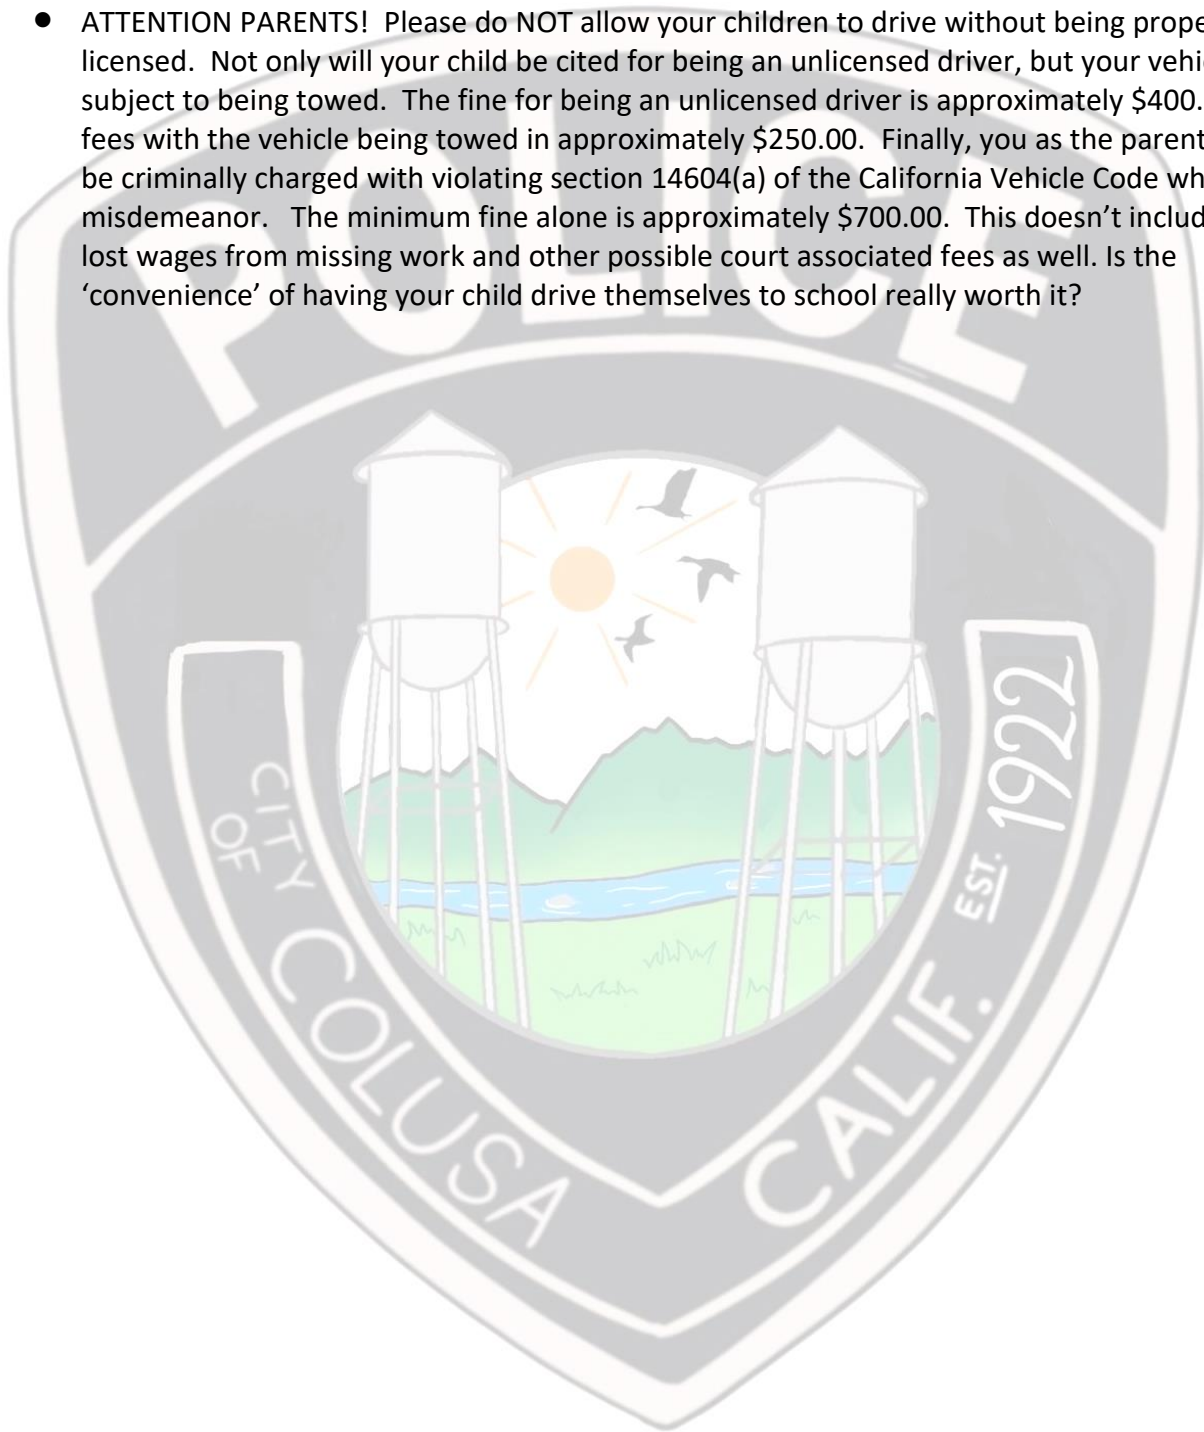 • ATTENTION PARENTS! Please do NOT allow your children to drive without being prope
licensed. Not only will your child be cited for being an unlicensed driver, but your vehi
subject to being towed. The fine for being an unlicensed driver is approximately $400.
fees with the vehicle being towed in approximately $250.00. Finally, you as the parent
be criminally charged with violating section 14604(a) of the California Vehicle Code wh
misdemeanor. The minimum fine alone is approximately $700.00. This doesn’t includ
lost wages from missing work and other possible court associated fees as well. Is the
‘convenience’ of having your child drive themselves to school really worth it?
POLICE
CITY
OF
COLUSA
CALIF.
EST. 1922